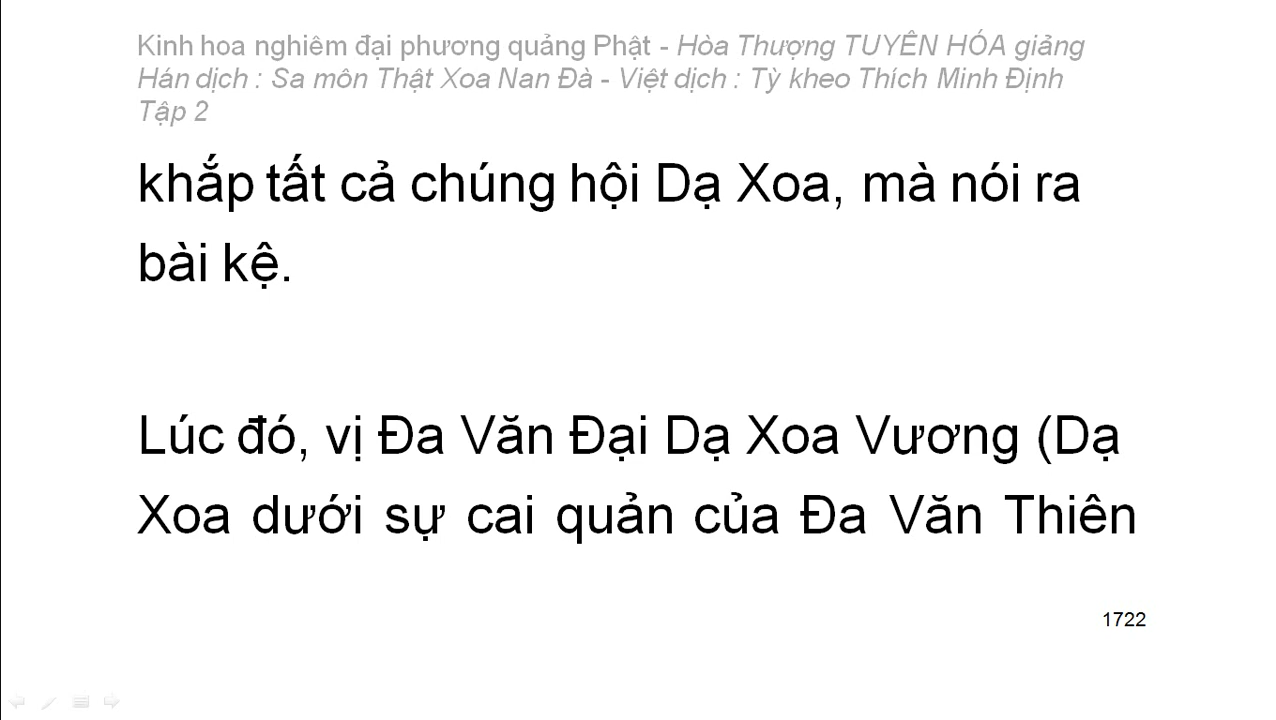 Kinh hoa nghiêm đại phương quảng Phật - Hòa Thượng TUYÊN HÓA giảng
Hán dịch : Sa môn Thật Xoa Nan Đà - Việt dịch : Tỳ kheo Thích Minh Định
Tập 2
khắp tất cả chúng hội Dạ Xoa, mà nói ra
bài kệ.
Lúc đó, vị Đa Văn Đại Dạ Xoa Vương (Dạ
Xoa dưới sự cai quản của Đa Văn Thiên
1722